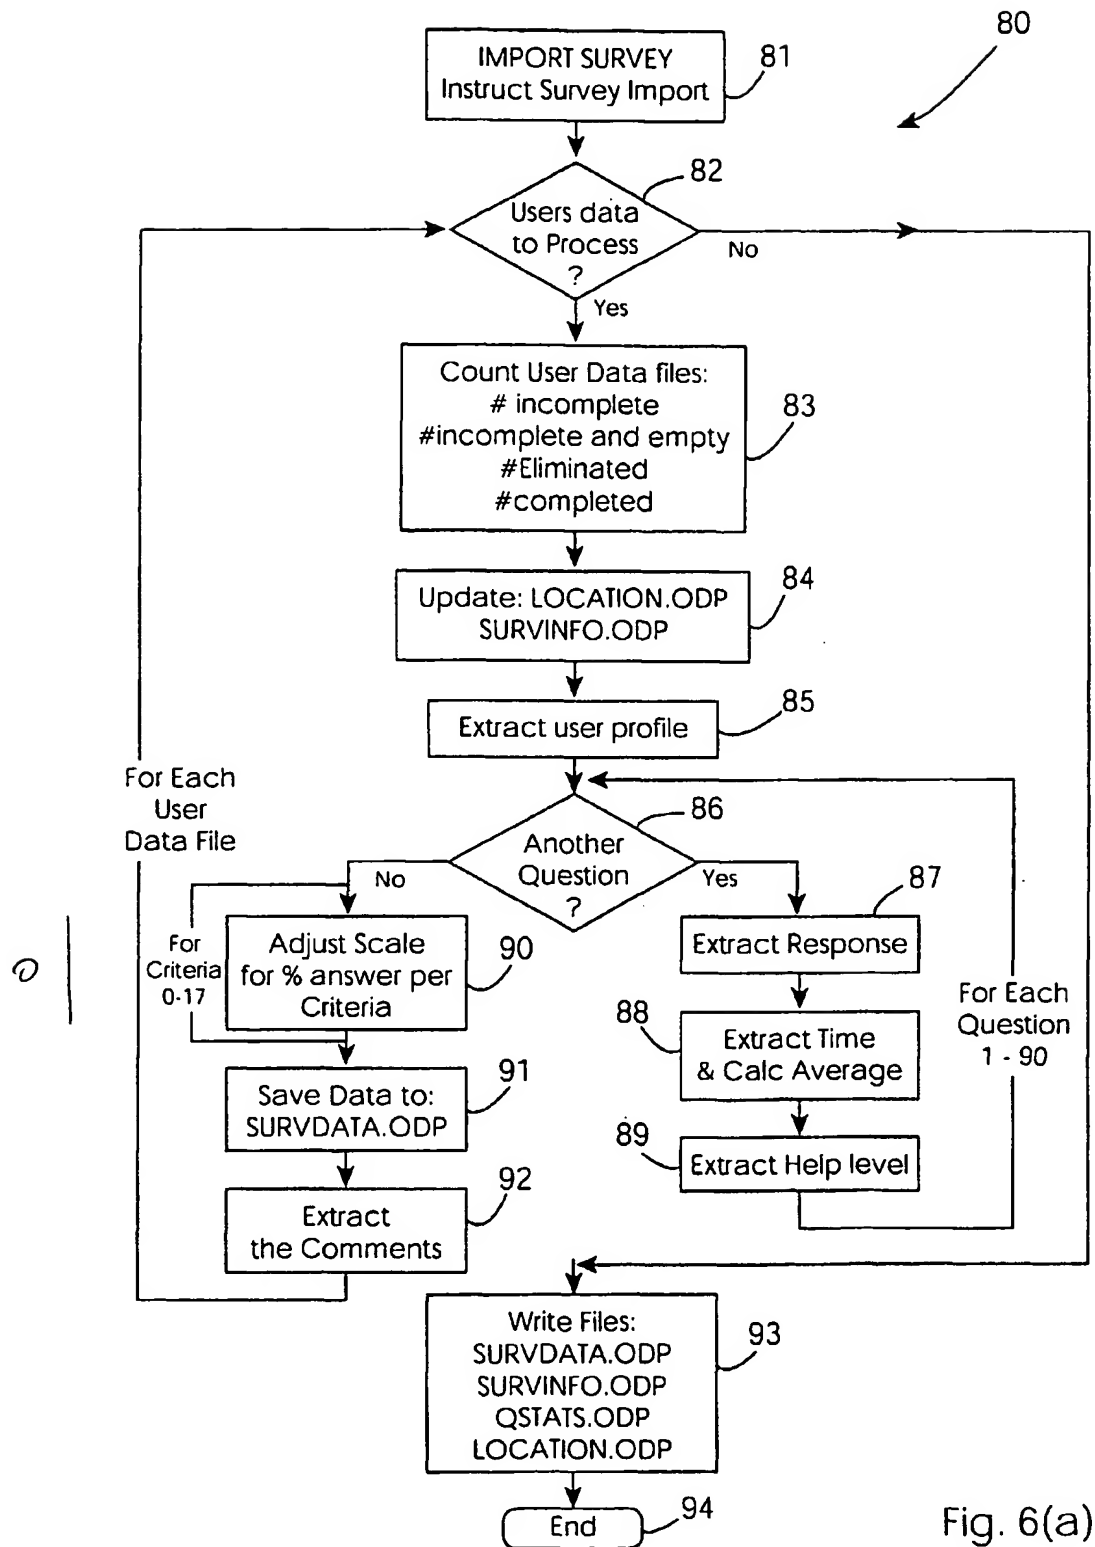 80
IMPORT SURVEY
Instruct Survey Import
81
82
Users data
to Process
?
No
Yes
Count User Data files:
# incomplete
#incomplete and empty
#Eliminated
#completed
83
Update: LOCATION.ODP
SURVINFO.ODP
84
Extract user profile
85
For Each
User
Data File
86
Another
Question
?
No
Yes
87
Extract Response
88
Extract Time
& Calc Average
89
Extract Help level
For Each
Question
1 - 90
For
Criteria
0-17
Adjust Scale
for % answer per
Criteria
90
Save Data to:
SURVDATA.ODP
91
Extract
the Comments
92
Write Files:
SURVDATA.ODP
SURVINFO.ODP
QSTATS.ODP
LOCATION.ODP
93
End
94
Fig. 6(a)